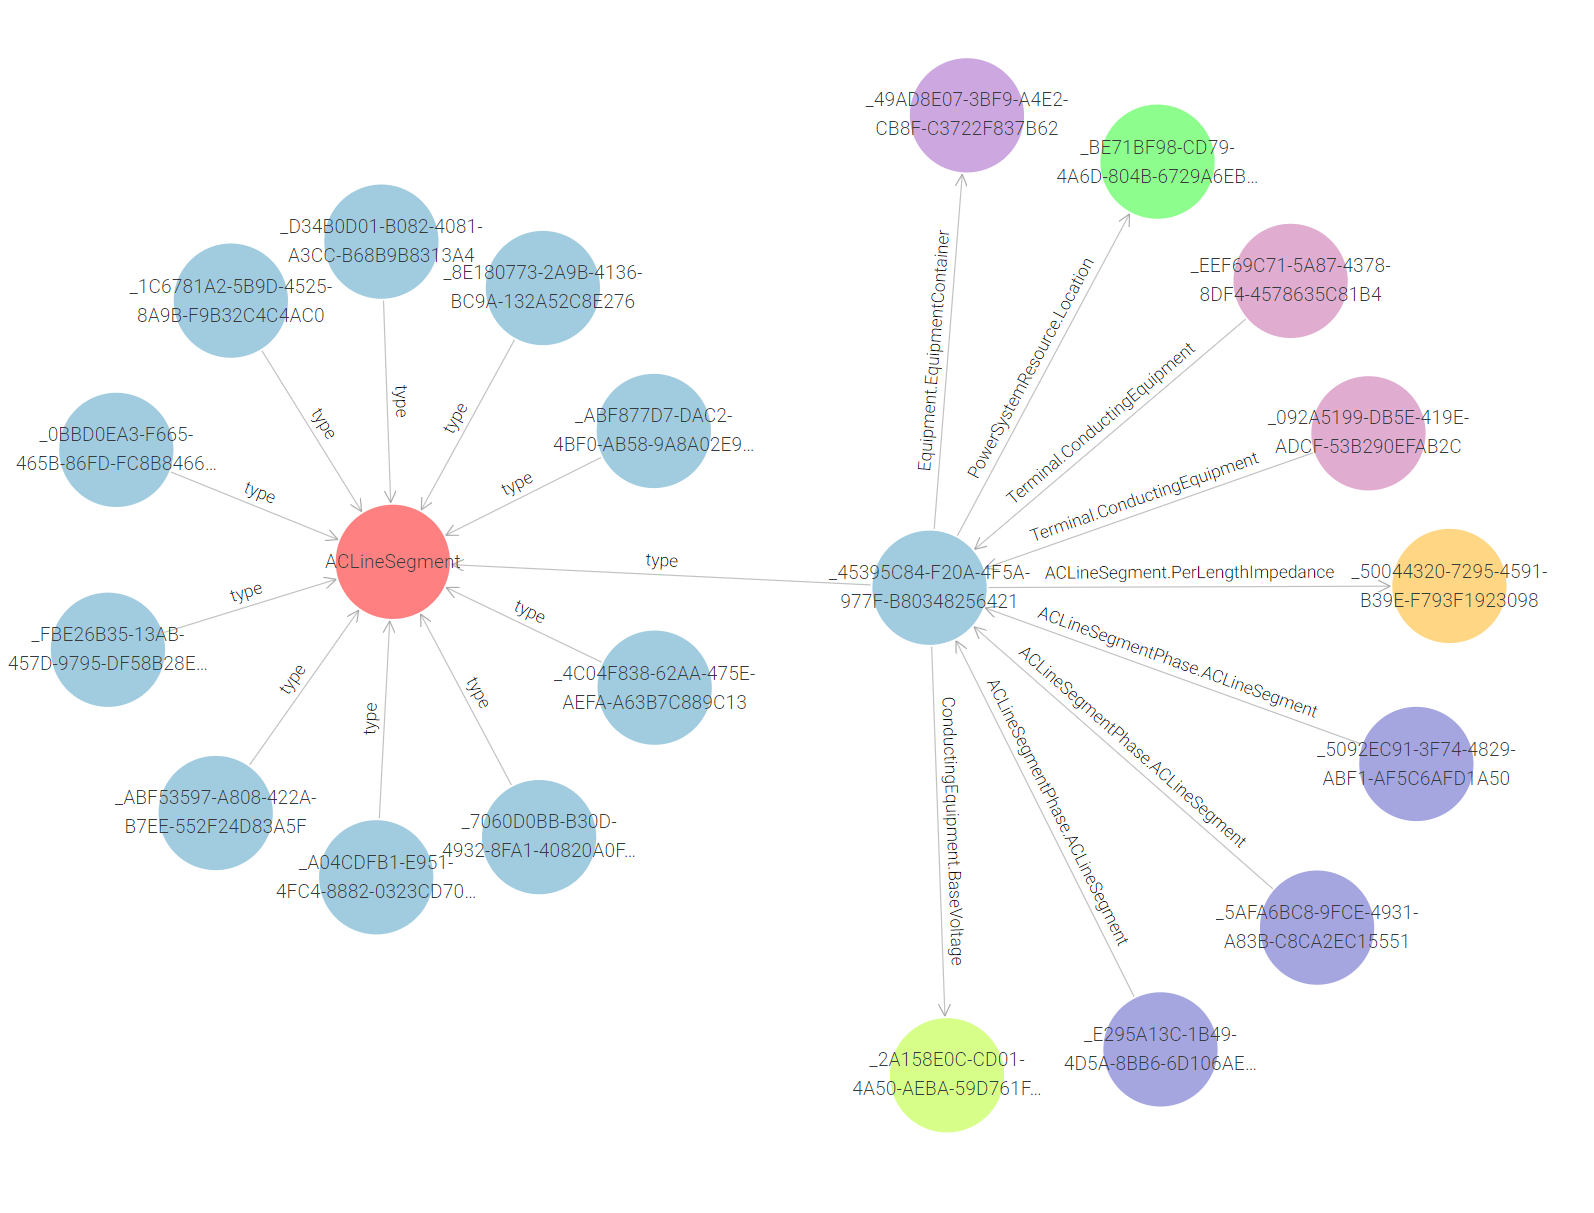 _49AD8E07-3BF9-A4E2-
CB8F-C3722F837B62
_BE71BF98-CD79-
4A6D-804B-6729A6EB...
_D34B0D01-B082-4081-
A3CC-B68B9B8313A4
_8E180773-2A9B-4136-
BC9A-132A52C8E276
_1C6781A2-5B9D-4525-
8A9B-F9B32C4C4AC0
_EEF69C71-5A87-4378-
8DF4-4578635C81B4
Equipment.EquipmentContainer
PowerSystemResource.Location
Terminal.ConductingEquipment
type
type
type
_ABF877D7-DAC2-
4BF0-AB58-9A8A02E9...
_092A5199-DB5E-419E-
ADCF-53B290EFAB2C
_0BBD0EA3-F665-
465B-86FD-FC8B8466...
type
type
Terminal.ConductingEquipment
ACLineSegment
type
_45395C84-F20A-4F5A-
977F-B80348256421
ACLineSegment.PerLengthImpedance
_50044320-7295-4591-
B39E-F793F1923098
type
type
_FBE26B35-13AB-
457D-9795-DF58B28E...
ACLineSegmentPhase.ACLineSegment
ACLineSegmentPhase.ACLineSegment
ACLineSegmentPhase.ACLineSegment
ConductingEquipment.BaseVoltage
type
type
type
_4C04F838-62AA-475E-
AEFA-A63B7C889C13
_5092EC91-3F74-4829-
ABF1-AF5C6AFD1A50
_ABF53597-A808-422A-
B7EE-552F24D83A5F
_7060D0BB-B30D-
4932-8FA1-40820A0F...
_A04CDFB1-E951-
4FC4-8882-0323CD70...
_5AFA6BC8-9FCE-4931-
A83B-C8CA2EC15551
_E295A13C-1B49-
4D5A-8BB6-6D106AE...
_2A158E0C-CD01-
4A50-AEBA-59D761F...